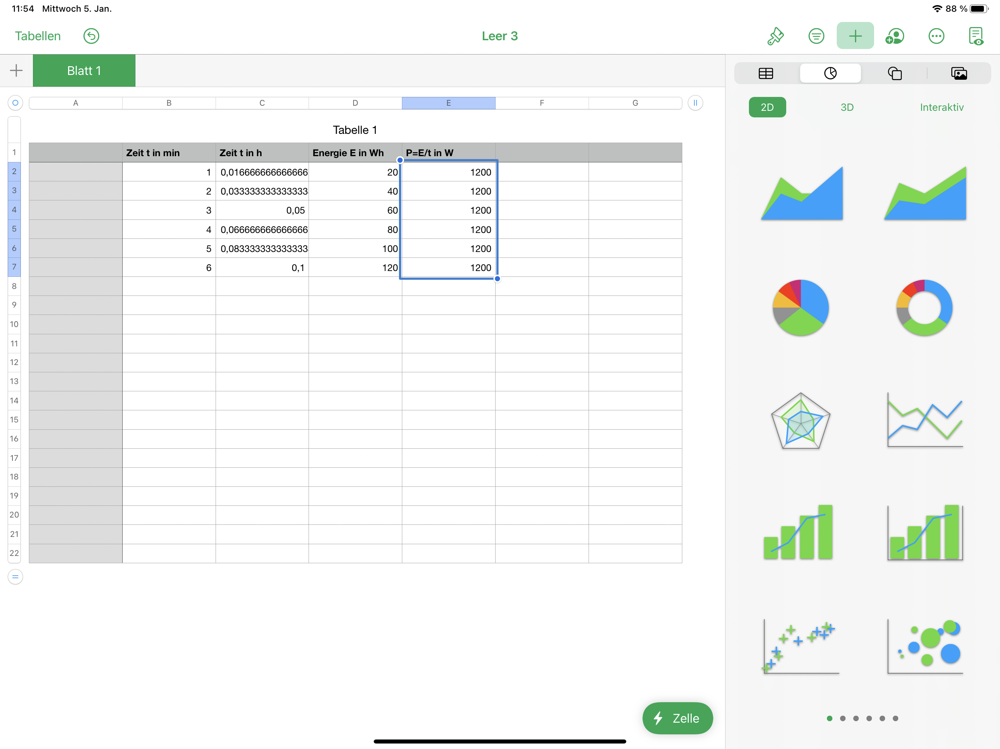 11:54 Mittwoch 5. Jan. 88 %
Tabellen Leer 3
Blatt 1
2D 3D Interaktiv
A B C D E F G
Tabelle 1
1 Zeit t in min Zeit t in h Energie E in Wh P=E/t in W
2 1 0,016666666666666 20 1200
3 2 0,033333333333333 40 1200
4 3 0,05 60 1200
5 4 0,066666666666666 80 1200
6 5 0,083333333333333 100 1200
7 6 0,1 120 1200
8
9
10
11
12
13
14
15
16
17
18
19
20
21
22
Zelle